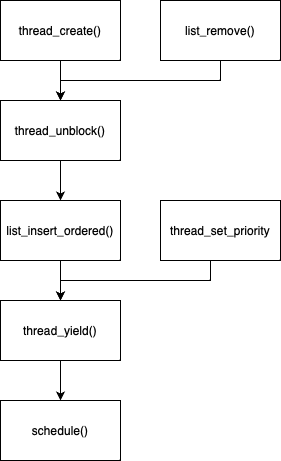 thread_create()
list_remove()
thread_unblock()
list_insert_ordered()
thread_set_priority
thread_yield()
schedule()